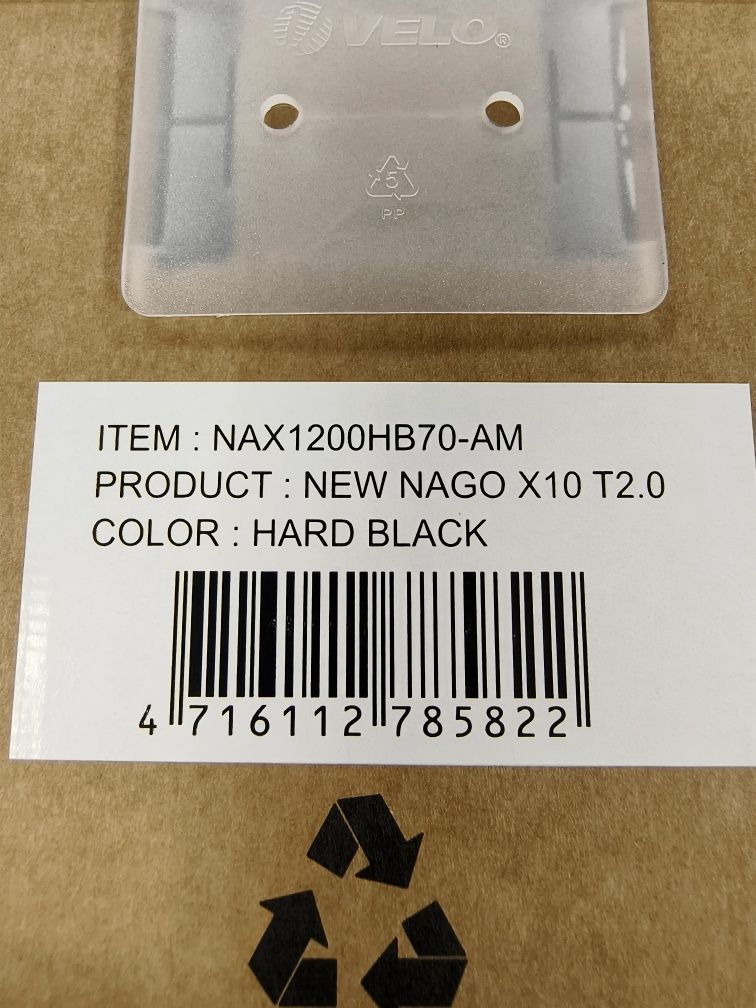 VELO®
5
PP
ITEM : NAX1200HB70-AM
PRODUCT : NEW NAGO X10 T2.0
COLOR : HARD BLACK
4 716112 785822